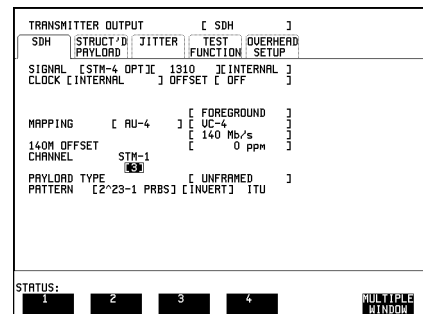 TRANSMITTER OUTPUT [ SDH ]
SDH STRUCT'D PAYLOAD JITTER TEST FUNCTION OVERHEAD SETUP
SIGNAL [STM-4 OPT][ 1310 ][INTERNAL ]
CLOCK [INTERNAL ] OFFSET [ OFF ]
[ FOREGROUND ]
MAPPING [ AU-4 ] [ VC-4 ]
[ 140 Mb/s ]
140M OFFSET [ 0 PPM ]
CHANNEL STM-1
[3]
PAYLOAD TYPE [ UNFRAMED ]
PATTERN [2^23-1 PRBS] [INVERT] ITU
STATUS:
1 2 3 4 MULTIPLE WINDOW